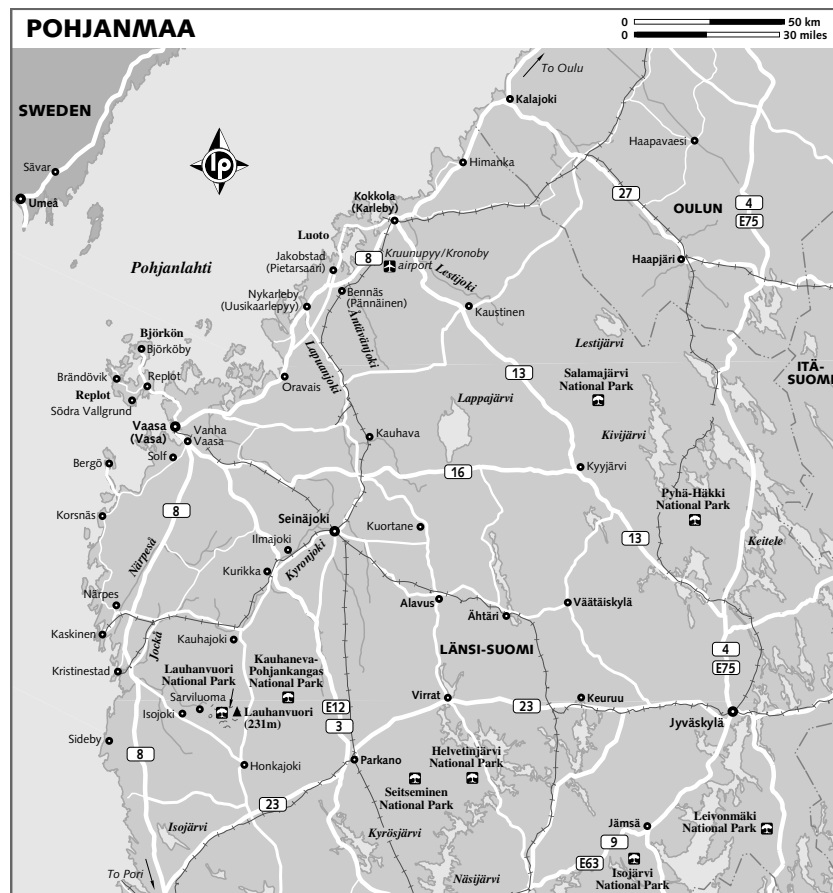 POHJANMAA
0 50 km
0 30 miles
To Oulu
SWEDEN
Kalajoki
Haapavaesi
Sävar
Himanka
Umeå
Kokkola
(Karleby)
27
OULUN
4
E75
Luoto
Pohjanlahti
Jakobstad
(Pietarsaari)
8
Kruunupyy/Kronoby
airport
Lestijoki
Haapjäri
Nykarleby
(Uusikaarlepyy)
Bennäs
(Pännäinen)
Kaustinen
Ähtävänjoki
Björkön
Björköby
Lapuanjoki
Lestijärvi
ITÄ-
SUOMI
Brändövik
Replot
Oravais
13
Salamajärvi
National Park
Replot
Södra Vallgrund
Lappajärvi
Vaasa
(Vasa)
Vanha
Vaasa
Kauhava
Kivijärvi
Bergö
Solf
16
Kyyjärvi
Pyhä-Häkki
National Park
Korsnäs
8
Seinäjoki
Kuortane
Närpeså
Ilmajoki
Kyronjoki
13
Keitele
Kurikka
Närpes
Alavus
Ähtäri
Väätäiskylä
Kaskinen
Jockå
Kauhajoki
LÄNSI-SUOMI
4
E75
Kristinestad
Lauhanvuori
National Park
Kauhaneva-
Pohjankangas
National Park
Sarviluoma
Isojoki
Lauhanvuori
(231m)
E12
3
Virrat
23
Keuruu
Jyväskylä
Sideby
8
Honkajoki
Parkano
Helvetinjärvi
National Park
Seitseminen
National Park
23
Isojärvi
Kyrösjärvi
Jämsä
9
Leivonmäki
National Park
E63
Isojärvi
National Park
To Pori
Näsijärvi